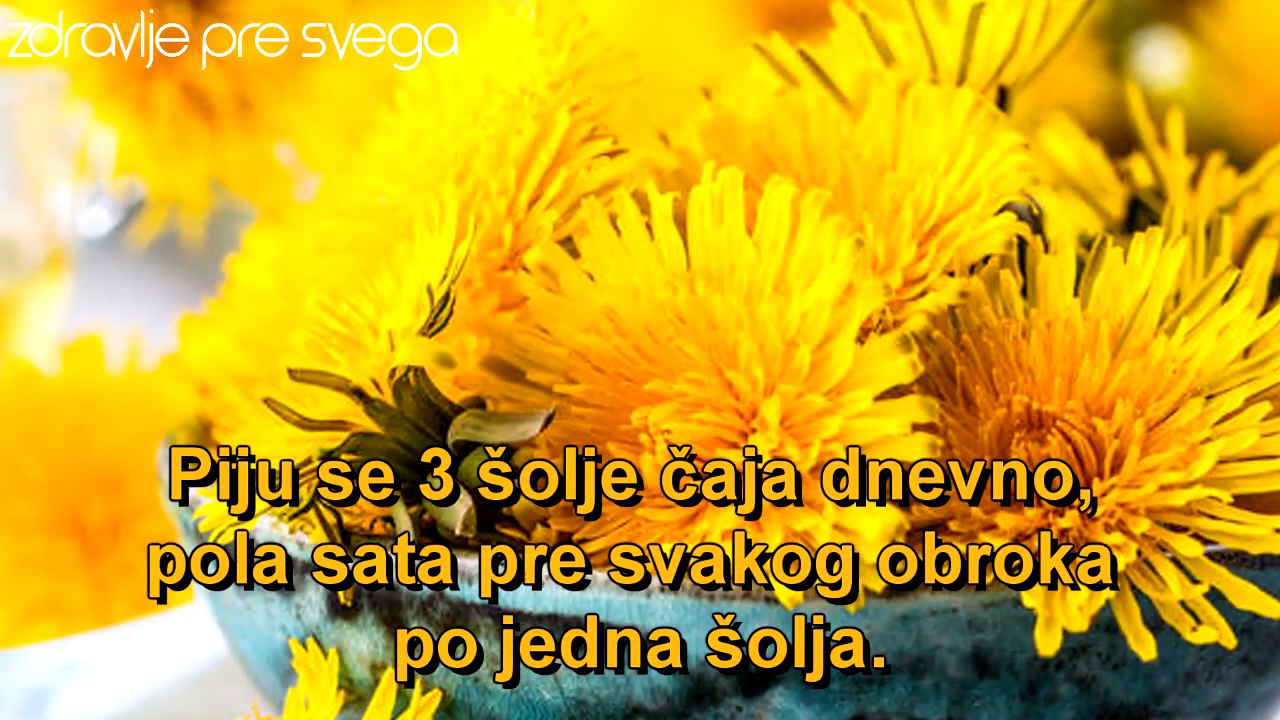 zdravlje pre svega
Piju se 3 šolje čaja dnevno,
pola sata pre svakog obroka
po jedna šolja.